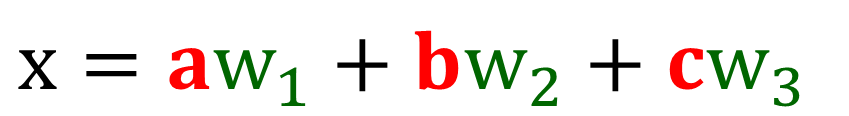 x = aw₁ + bw₂ + cw₃